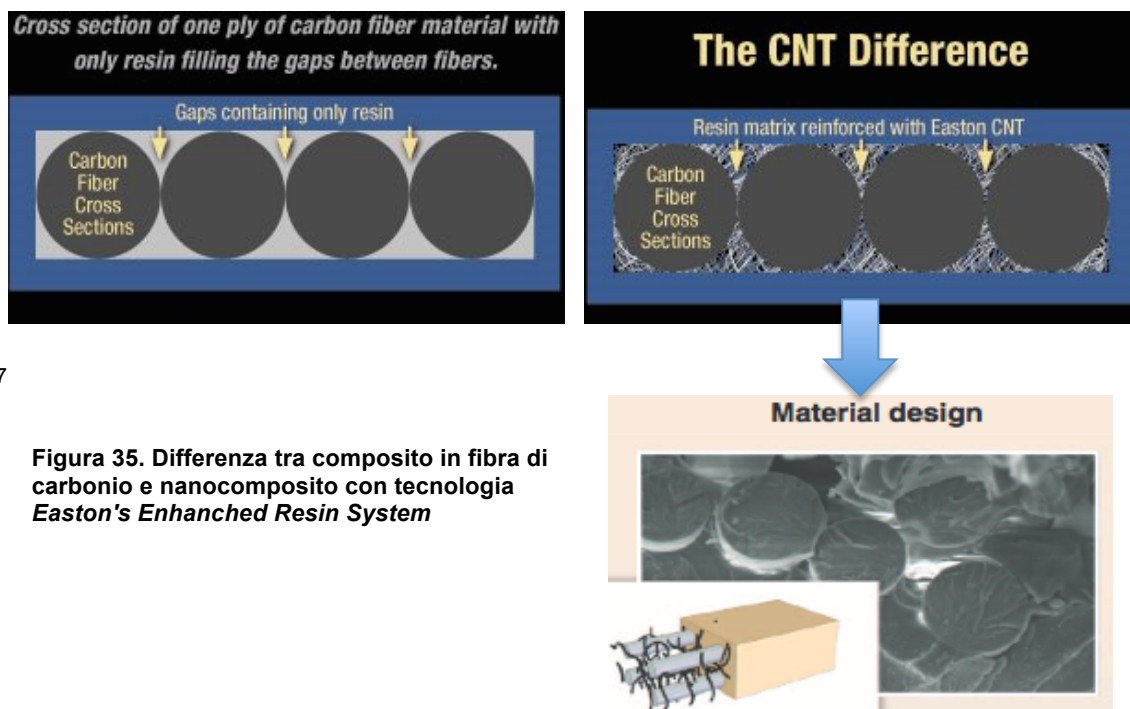 Cross section of one ply of carbon fiber material with
only resin filling the gaps between fibers.
Gaps containing only resin
Carbon
Fiber
Cross
Sections
The CNT Difference
Resin matrix reinforced with Easton CNT
Carbon
Fiber
Cross
Sections
7
Figura 35. Differenza tra composito in fibra di
carbonio e nanocomposito con tecnologia
Easton's Enhanched Resin System
Material design